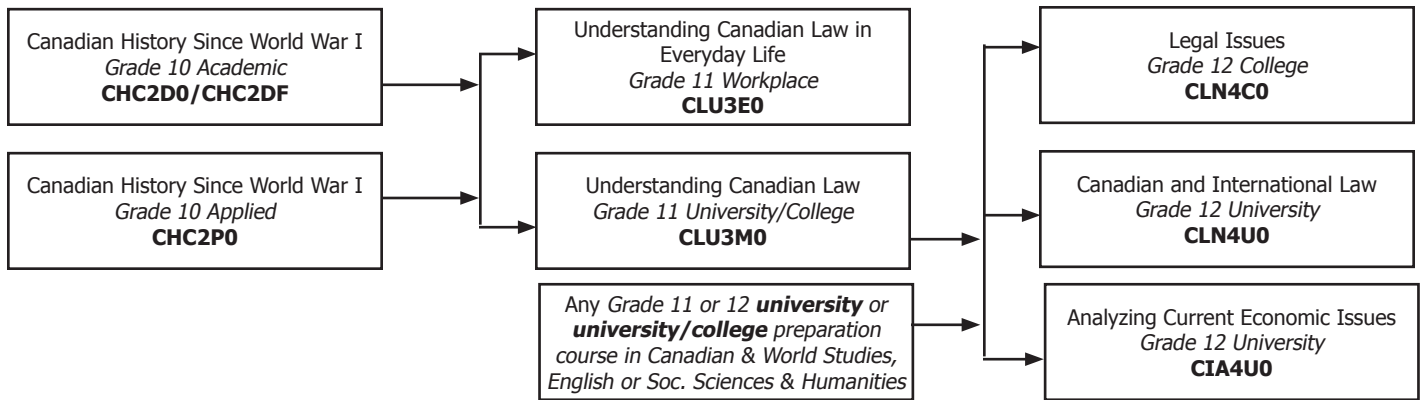 Canadian History Since World War I
Grade 10 Academic
CHC2D0/CHC2DF
Canadian History Since World War I
Grade 10 Applied
CHC2P0
Understanding Canadian Law in
Everyday Life
Grade 11 Workplace
CLU3E0
Understanding Canadian Law
Grade 11 University/College
CLU3M0
Any Grade 11 or 12 university or
university/college preparation
course in Canadian & World Studies,
English or Soc. Sciences & Humanities
Legal Issues
Grade 12 College
CLN4C0
Canadian and International Law
Grade 12 University
CLN4U0
Analyzing Current Economic Issues
Grade 12 University
CIA4U0